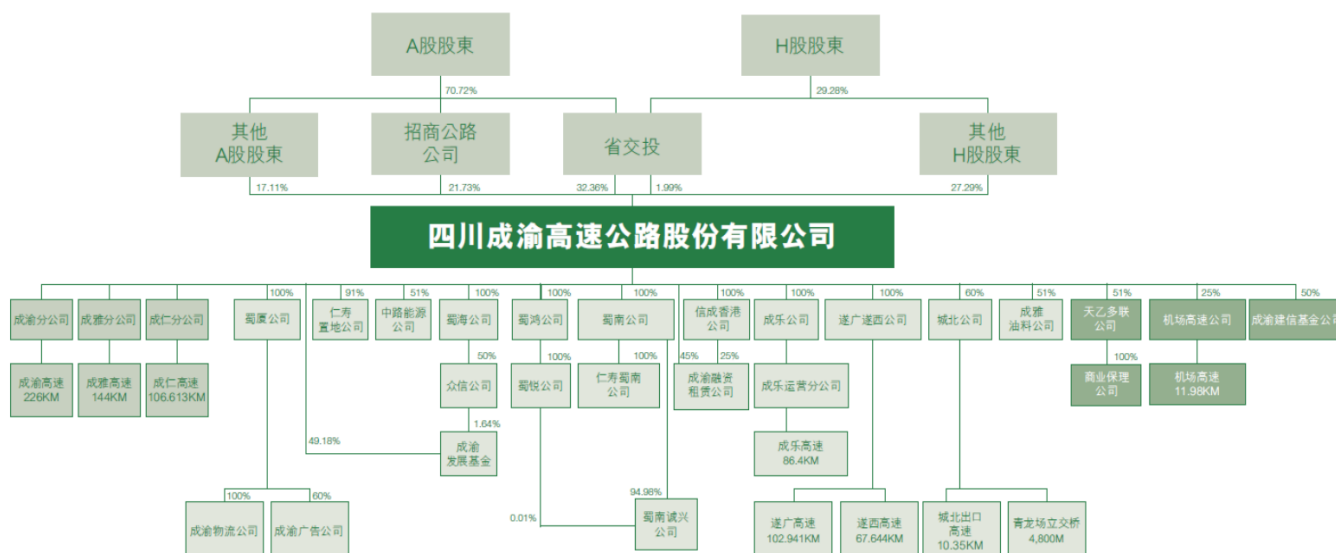 A股股東
H股股東
70.72%
29.28%
其他
A股股東
招商公路
公司
省交投
其他
H股股東
17.11%
21.73%
32.36%
1.99%
27.29%
四川成渝高速公路股份有限公司
100%
91%
51%
100%
100%
100%
100%
100%
100%
60%
51%
51%
25%
50%
成渝分公司
成雅分公司
成仁分公司
蜀厦公司
仁寿
置地公司
中路能源
公司
蜀海公司
蜀鸿公司
蜀南公司
信成香港
公司
成乐公司
遂广遂西公司
城北公司
成雅
油料公司
天乙多联
公司
机场高速公司
成渝建信基金公司
50%
100%
100%
45%
25%
100%
成渝高速
226KM
成雅高速
144KM
成仁高速
106.613KM
众信公司
蜀锐公司
仁寿蜀南
公司
成渝融资
租赁公司
成乐运营分公司
商业保理
公司
机场高速
11.98KM
1.64%
49.18%
成渝
发展基金
成乐高速
86.4KM
100%
60%
94.98%
0.01%
成渝物流公司
成渝广告公司
蜀南诚兴
公司
遂广高速
102.941KM
遂西高速
67.644KM
城北出口
高速
10.35KM
青龙场立交桥
4,800M